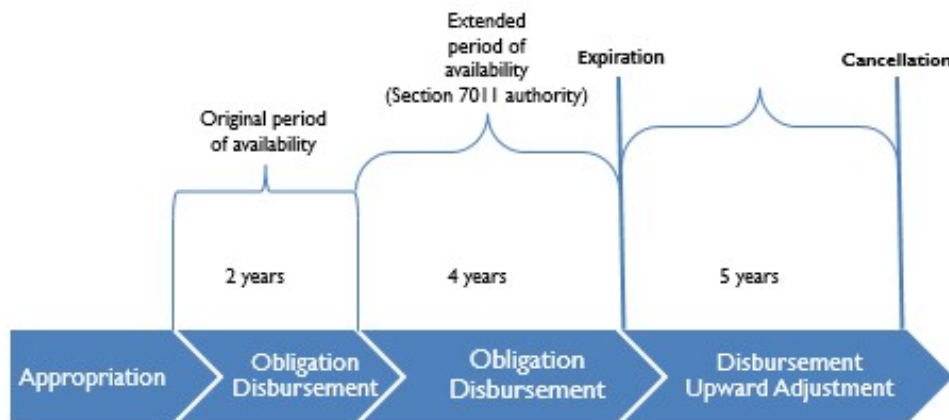 Extended
period of
availability
(Section 7011 authority)
Expiration
Cancellation
Original period
of availability
2 years
4 years
5 years
Appropriation
Obligation
Disbursement
Obligation
Disbursement
Disbursement
Upward Adjustment